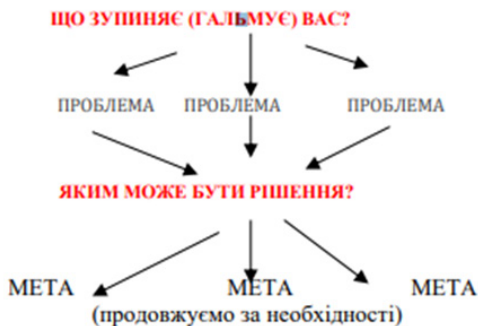 ЩО ЗУПИНЯЄ (ГАЛЬМУЄ) ВАС?
ПРОБЛЕМА ПРОБЛЕМА ПРОБЛЕМА
ЯКИМ МОЖЕ БУТИ РІШЕННЯ?
МЕТА МЕТА МЕТА
(продовжуємо за необхідності)